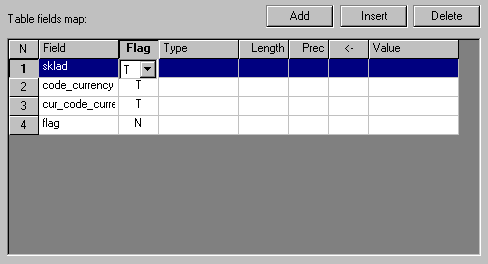 Table fields map: Add Insert Delete
N Field Flag Type Length Prec <- Value
1 sklad T
2 code_currency T
3 cur_code_curre T
4 flag N